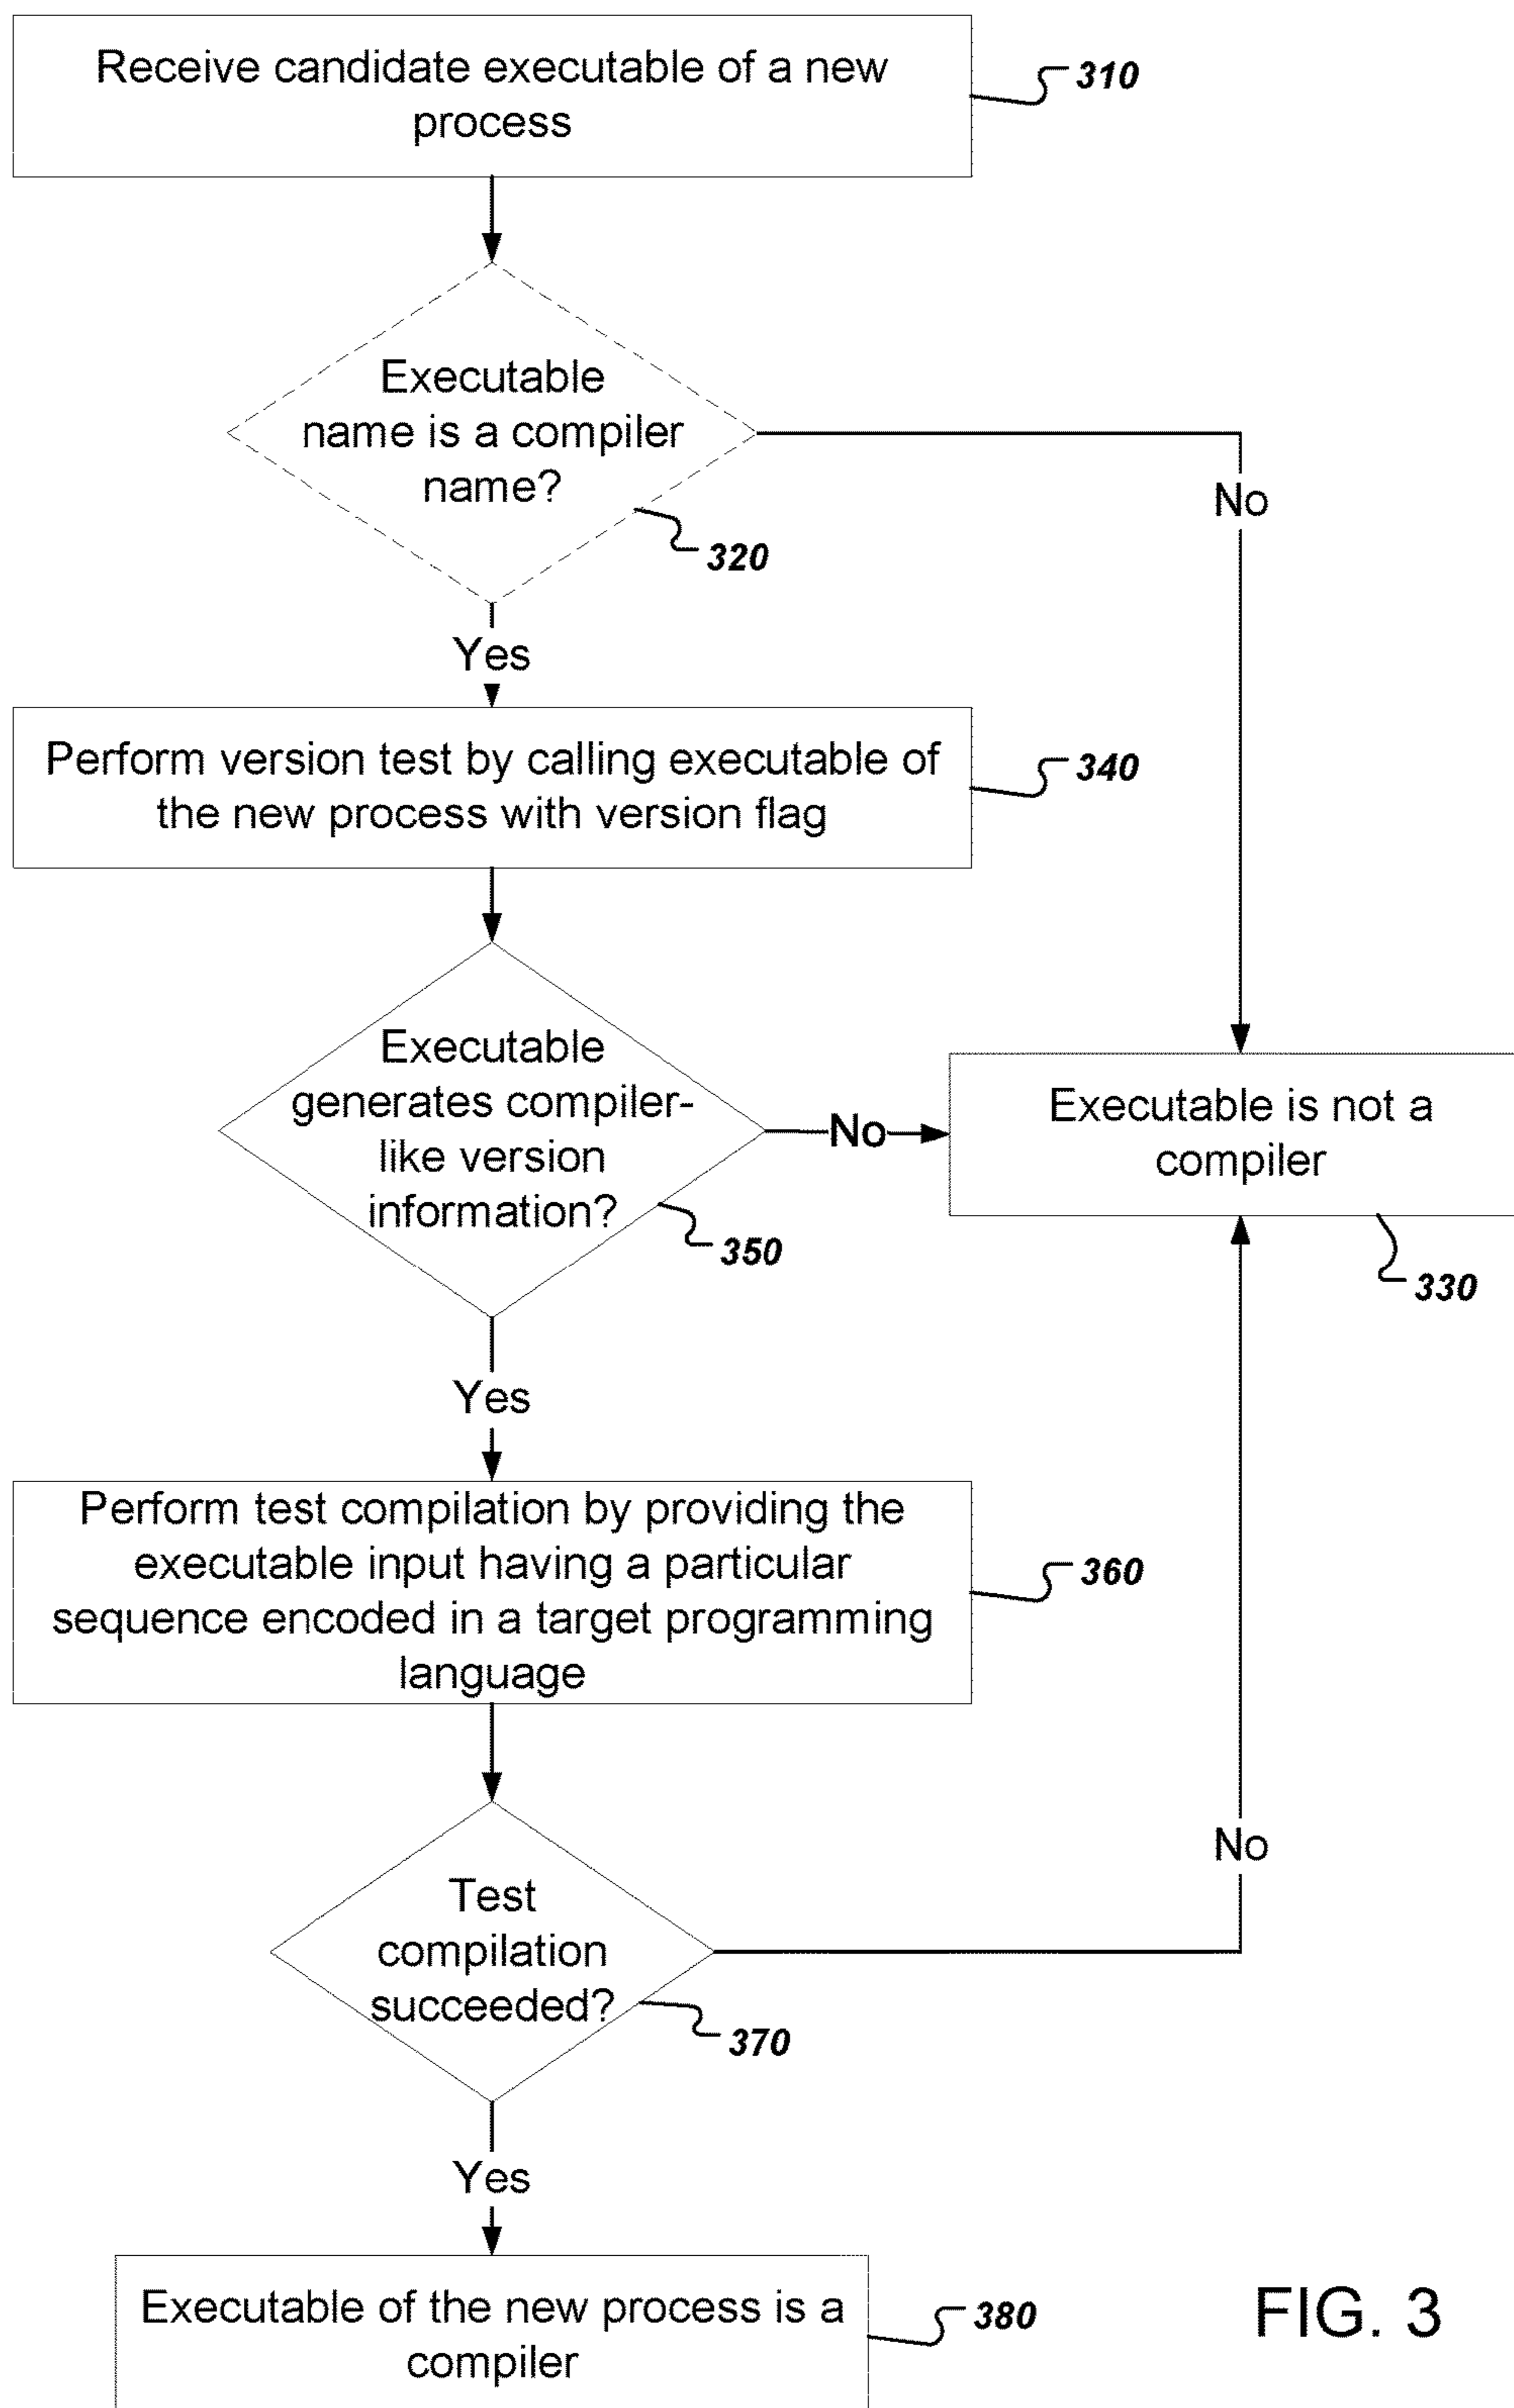 Receive candidate executable of a new
process
310
Executable
name is a compiler
name?
320
No
Yes
Perform version test by calling executable of
the new process with version flag
340
Executable
generates compiler-
like version
information?
350
No
Executable is not a
compiler
330
Yes
Perform test compilation by providing the
executable input having a particular
sequence encoded in a target programming
language
360
Test
compilation
succeeded?
370
No
Yes
Executable of the new process is a
compiler
380
FIG. 3